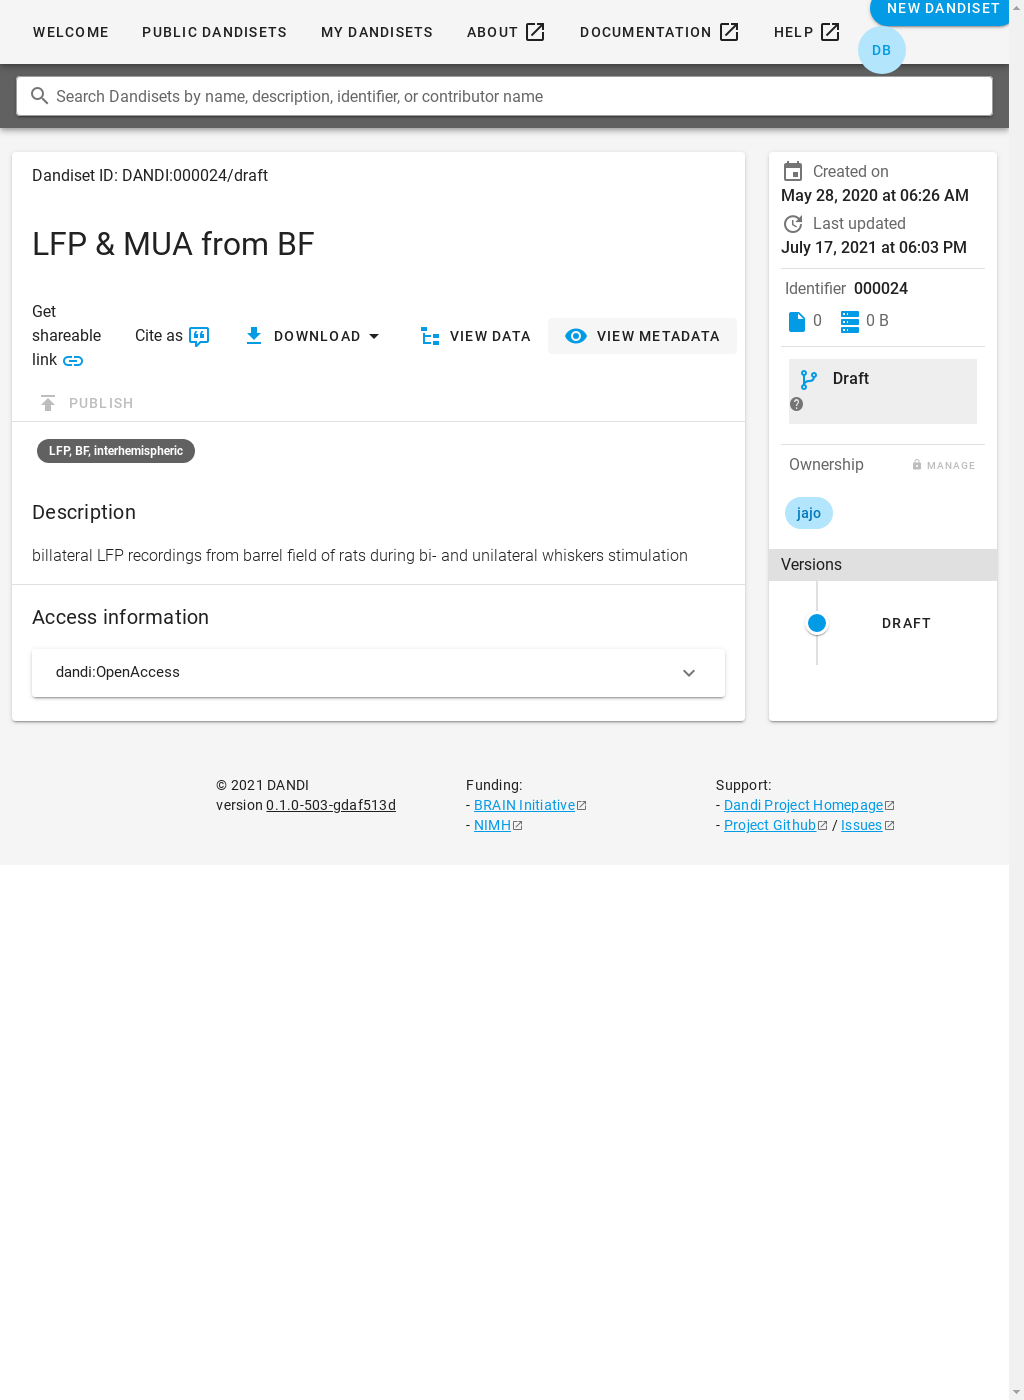 WELCOME
PUBLIC DANDISETS
MY DANDISETS
ABOUT
DOCUMENTATION
HELP
NEW DANDISET
DB
Search Dandisets by name, description, identifier, or contributor name
Dandiset ID: DANDI:000024/draft
LFP & MUA from BF
Get
shareable
link
Cite as
DOWNLOAD
VIEW DATA
VIEW METADATA
PUBLISH
LFP, BF, interhemispheric
Description
billateral LFP recordings from barrel field of rats during bi- and unilateral whiskers stimulation
Access information
dandi:OpenAccess
Created on
May 28, 2020 at 06:26 AM
Last updated
July 17, 2021 at 06:03 PM
Identifier 000024
0 0 B
Draft
Ownership
MANAGE
jajo
Versions
DRAFT
© 2021 DANDI
version 0.1.0-503-gdaf513d
Funding:
- BRAIN Initiative
- NIMH
Support:
- Dandi Project Homepage
- Project Github / Issues